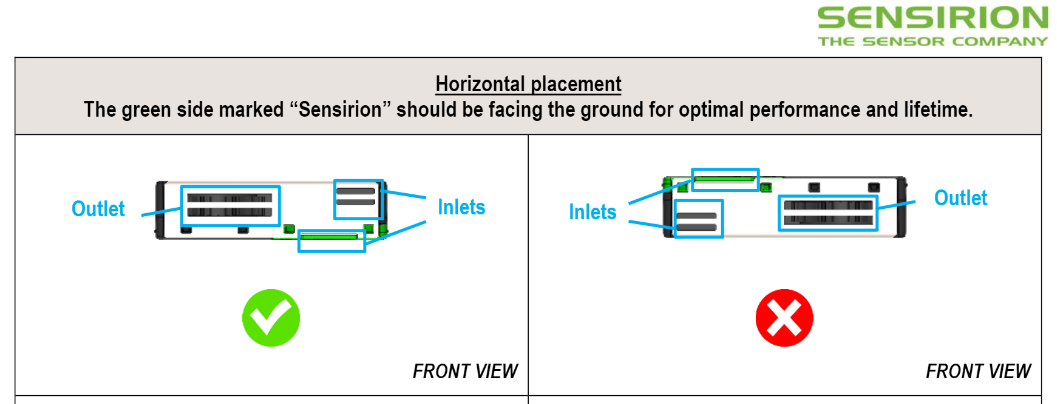 SENSIRION
THE SENSOR COMPANY
Horizontal placement
The green side marked “Sensirion” should be facing the ground for optimal performance and lifetime.
Outlet
Inlets
FRONT VIEW
Inlets
Outlet
FRONT VIEW